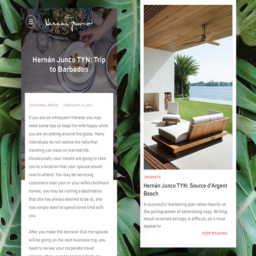 Hernan Junco
Hernán Junco TYN: Trip
to Barbados
If you are an infrequent traveler you may
need some tips to keep the wife happy while
you are jet setting around the globe. Many
individuals do not realize the toll that
traveling can have on married life.
Occasionally your travels are going to take
you to a location that your spouse would
love to attend. You may be servicing
customers near your or your wifes childhood
homes, you may be visiting a destination
that she has always desired to be at, she
may simply want to spend some time with
you.
After you make the decision that the spouse
will be going on the next business trip, you
need to review your corporate travel
Hernán Junco TYN: Source d'Argent
Beach
A successful marketing plan relies heavily on
the pulling power of advertising copy. Writing
result-oriented ad copy is difficult, as it must
appeal to
KEEP READING